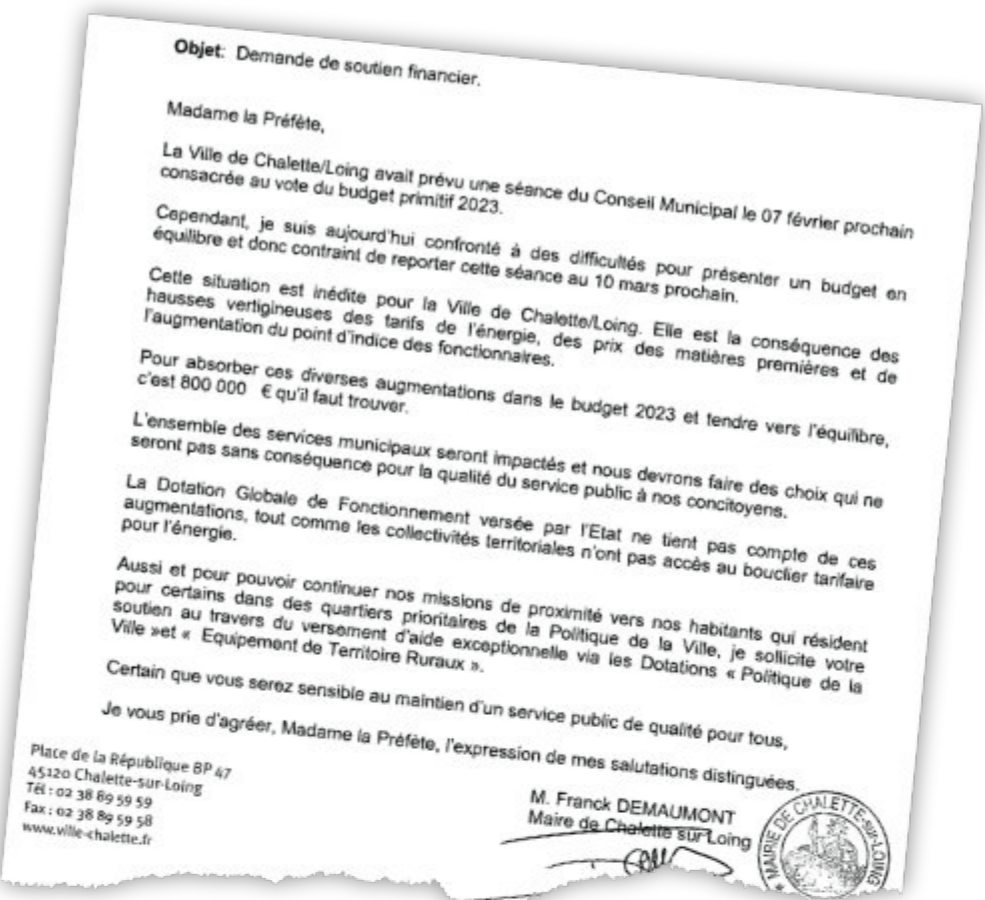 Objet: Demande de soutien financier.
Madame la Préfète,
La Ville de Chalette/Loing avait prévu une séance du Conseil Municipal le 07 février prochain
consacrée au vote du budget primitif 2023.
Cependant, je suis aujourd'hui confronté à des difficultés pour présenter un budget en
équilibre et donc contraint de reporter cette séance au 10 mars prochain.
Cette situation est inédite pour la Ville de Chalette/Loing. Elle est la conséquence des
hausses vertigineuses des tarifs de l'énergie, des prix des matières premières et de
l'augmentation du point d'indice des fonctionnaires.
Pour absorber ces diverses augmentations dans le budget 2023 et tendre vers l'équilibre,
c'est 800 000 € qu'il faut trouver.
L'ensemble des services municipaux seront impactés et nous devrons faire des choix qui ne
seront pas sans conséquence pour la qualité du service public à nos concitoyens.
La Dotation Globale de Fonctionnement versée par l'Etat ne tient pas compte de ces
augmentations, tout comme les collectivités territoriales n'ont pas accès au bouclier tarifaire
pour l'énergie.
Aussi et pour pouvoir continuer nos missions de proximité vers nos habitants qui résident
pour certains dans des quartiers prioritaires de la Politique de la Ville, je sollicite votre
soutien au travers du versement d'aide exceptionnelle via les Dotations « Politique de la
Ville »et « Equipement de Territoire Ruraux ».
Certain que vous serez sensible au maintien d'un service public de qualité pour tous,
Je vous prie d'agréer, Madame la Préfète, l'expression de mes salutations distinguées.
Place de la République BP 47
45120 Chalette-sur-Loing
Tél : 02 38 89 59 59
Fax : 02 38 89 59 58
www.ville-chalette.fr
M. Franck DEMAUMONT
Maire de Chalette sur Loing
MAIRIE DE CHALETTE-SUR-LOING